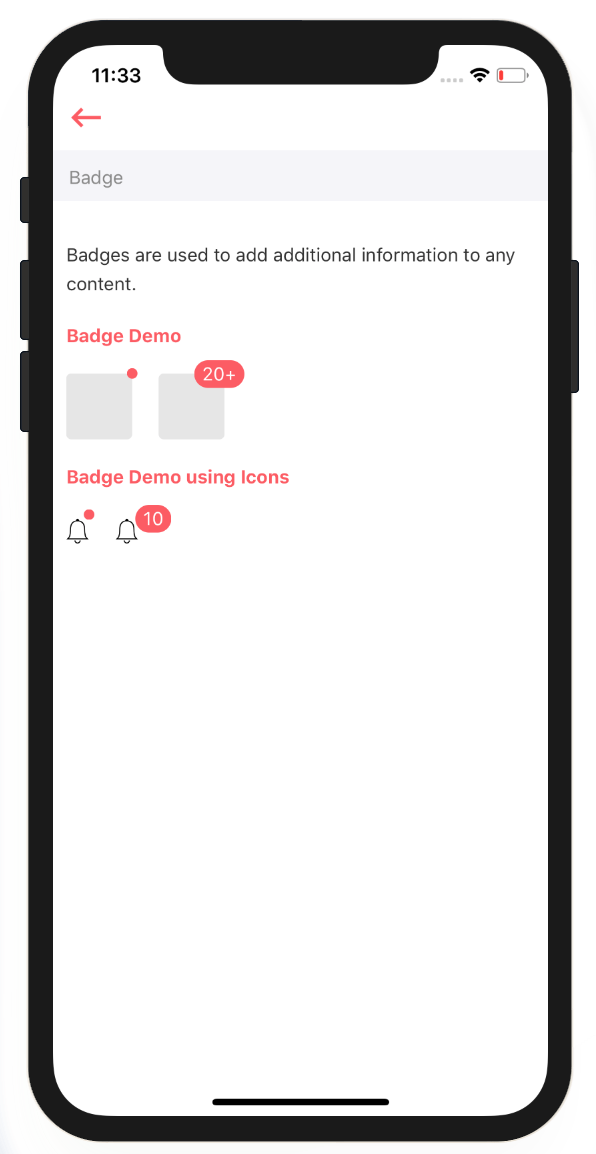 11:33
Badge
Badges are used to add additional information to any
content.
Badge Demo
20+
Badge Demo using Icons
10